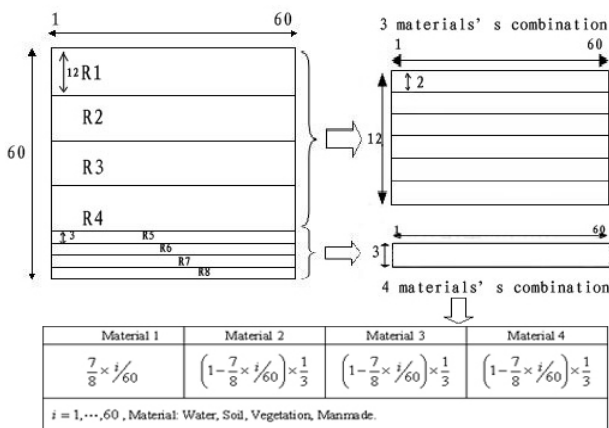 1 60
12 R1
R2
60
R3
R4
3 R5
R6
R7
R8
3 materials' s combination
1 60
2
12
1 60
3
4 materials' s combination
Material 1 Material 2 Material 3 Material 4
7/8 × i/60 (1 − 7/8 × i/60) × 1/3 (1 − 7/8 × i/60) × 1/3 (1 − 7/8 × i/60) × 1/3
i = 1,⋯,60 , Material: Water, Soil, Vegetation, Manmade.